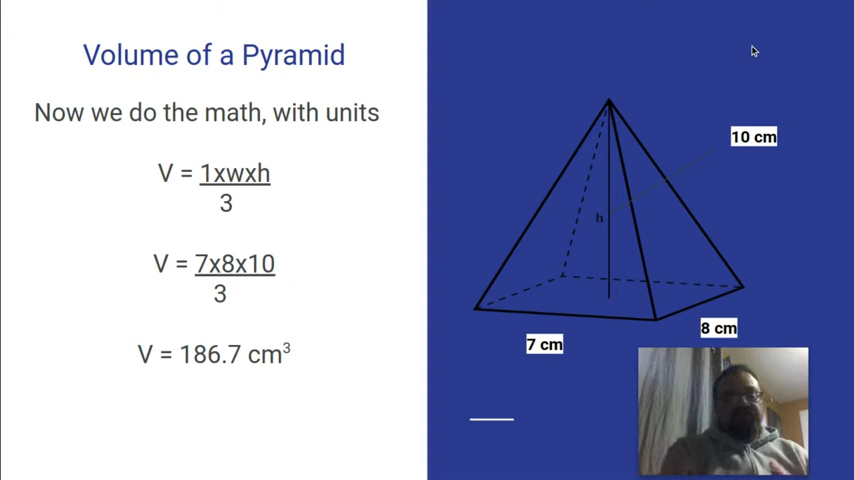 Volume of a Pyramid
Now we do the math, with units
V = 1xwxh
3
V = 7x8x10
3
V = 186.7 cm³
10 cm
h
8 cm
7 cm